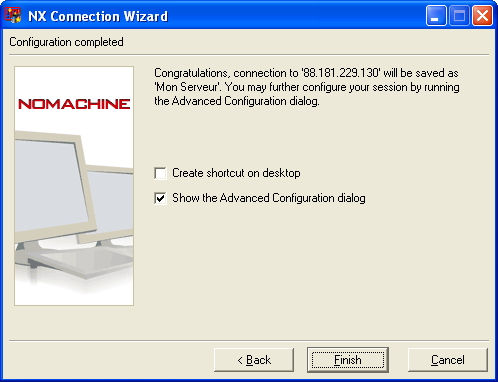 NX Connection Wizard
Configuration completed
NOMACHINE
Congratulations, connection to '88.181.229.130' will be saved as
'Mon Serveur'. You may further configure your session by running
the Advanced Configuration dialog.
Create shortcut on desktop
Show the Advanced Configuration dialog
< Back
Finish
Cancel